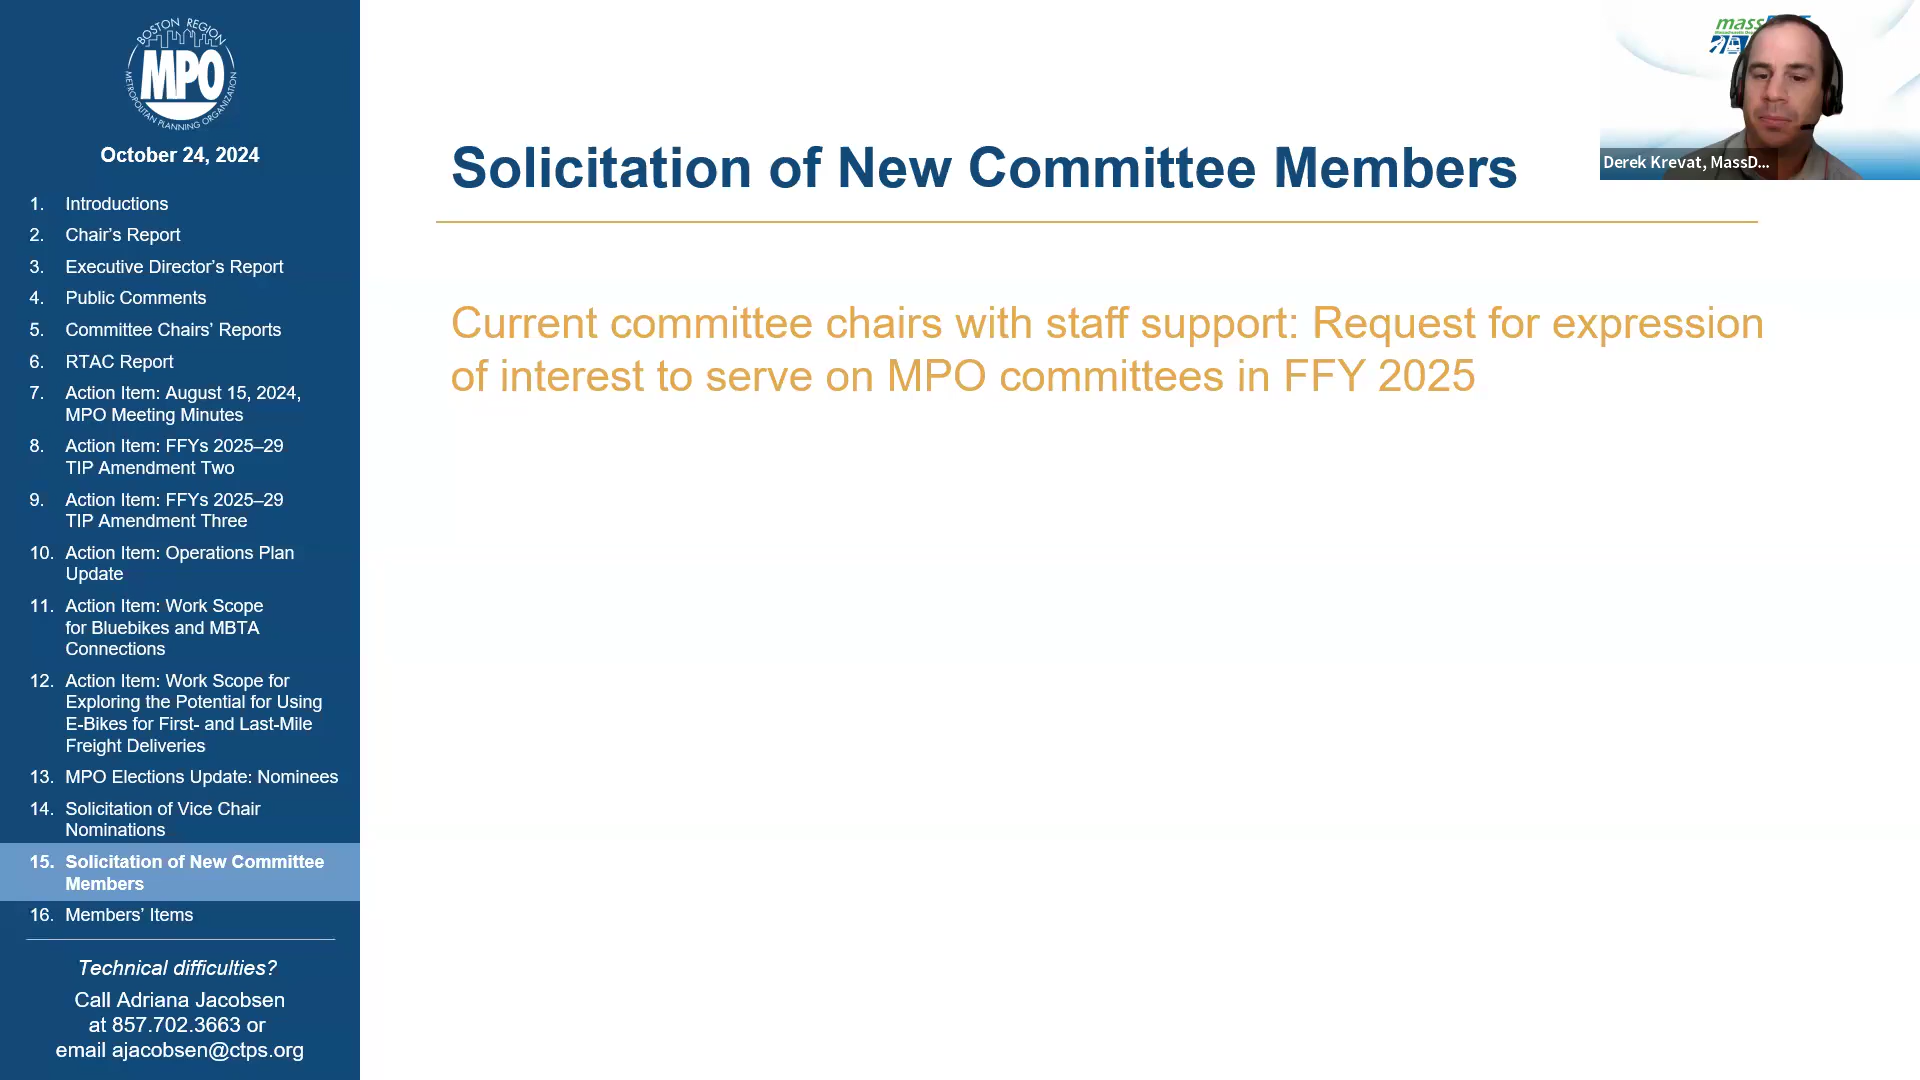 BOSTON REGION
MPO
METROPOLITAN PLANNING ORGANIZATION
October 24, 2024
1. Introductions
2. Chair’s Report
3. Executive Director’s Report
4. Public Comments
5. Committee Chairs’ Reports
6. RTAC Report
7. Action Item: August 15, 2024,
MPO Meeting Minutes
8. Action Item: FFYs 2025–29
TIP Amendment Two
9. Action Item: FFYs 2025–29
TIP Amendment Three
10. Action Item: Operations Plan
Update
11. Action Item: Work Scope
for Bluebikes and MBTA
Connections
12. Action Item: Work Scope for
Exploring the Potential for Using
E-Bikes for First- and Last-Mile
Freight Deliveries
13. MPO Elections Update: Nominees
14. Solicitation of Vice Chair
Nominations
15. Solicitation of New Committee
Members
16. Members’ Items
Technical difficulties?
Call Adriana Jacobsen
at 857.702.3663 or
email ajacobsen@ctps.org
Solicitation of New Committee Members
Current committee chairs with staff support: Request for expression
of interest to serve on MPO committees in FFY 2025
mass
Derek Krevat, MassD...